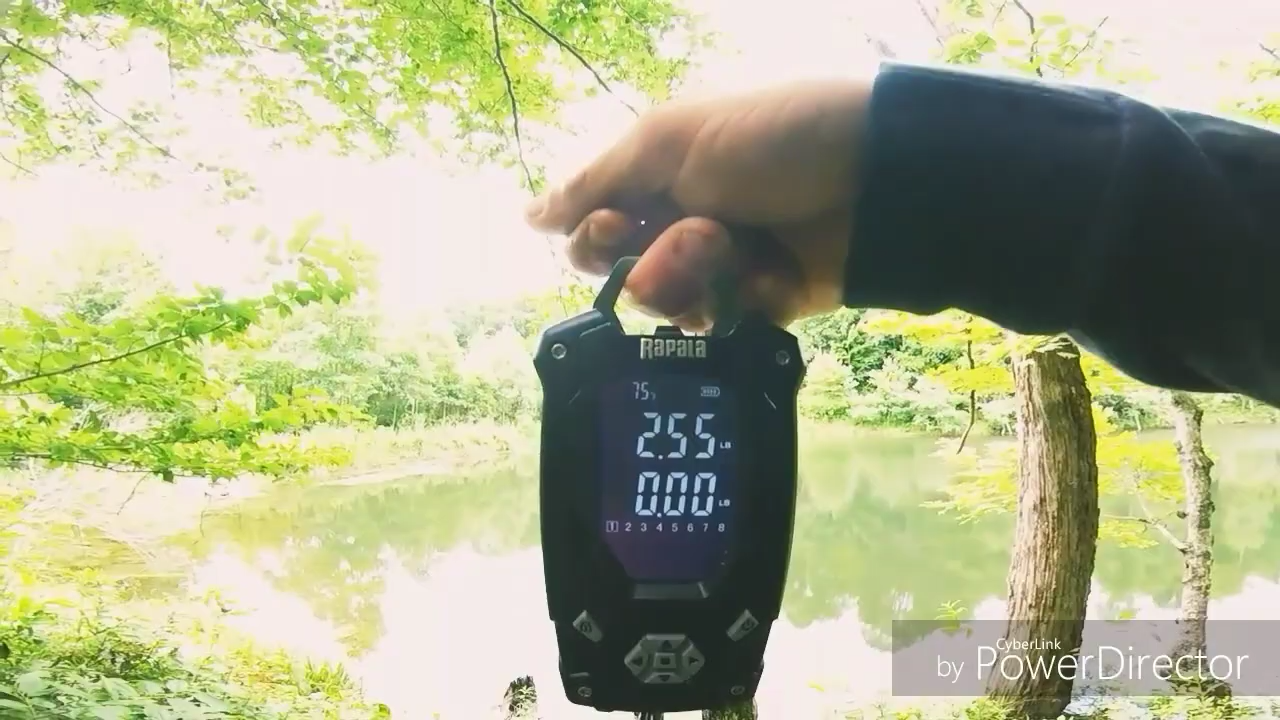 Rapala
75
2.55 LB
0.00 LB
1 2 3 4 5 6 7 8
CyberLink
by PowerDirector